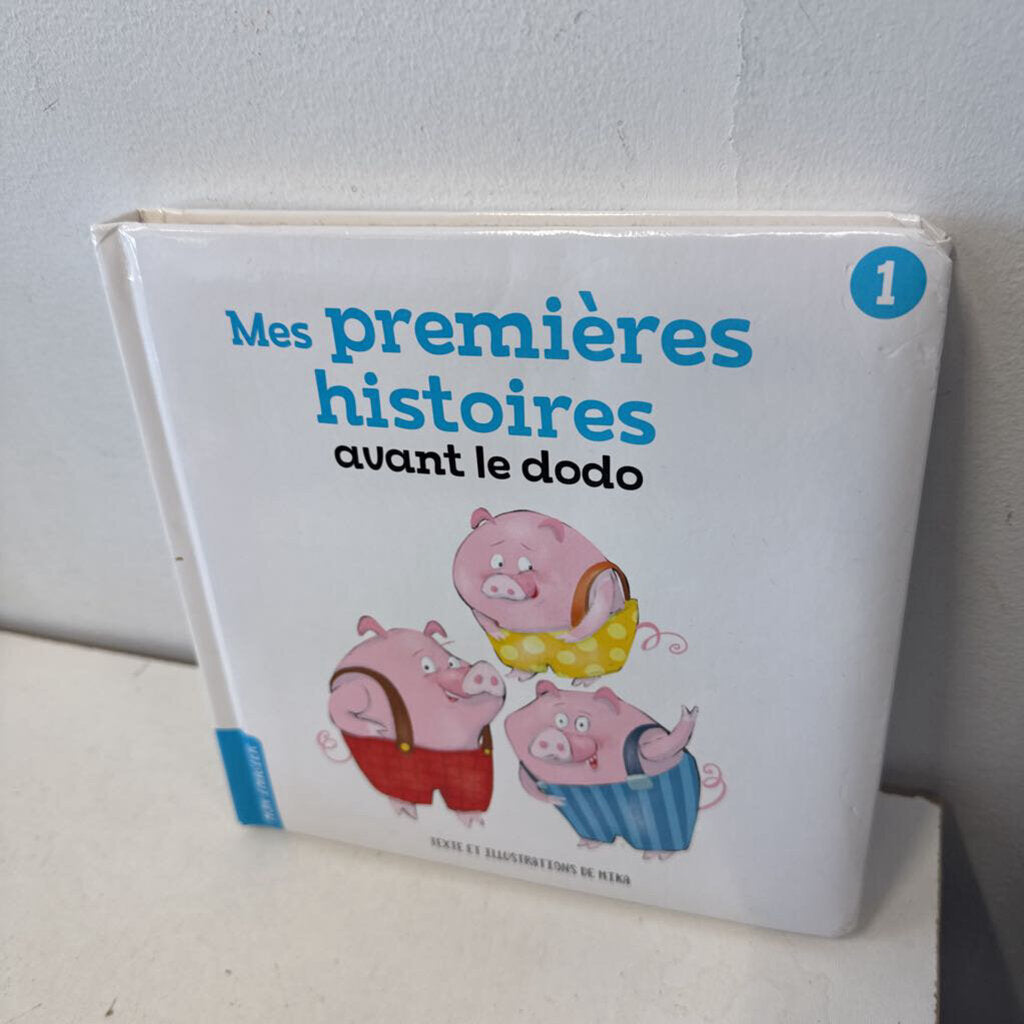 1
Mes premières
histoires
avant le dodo
TEXTE ET ILLUSTRATIONS DE MIKA